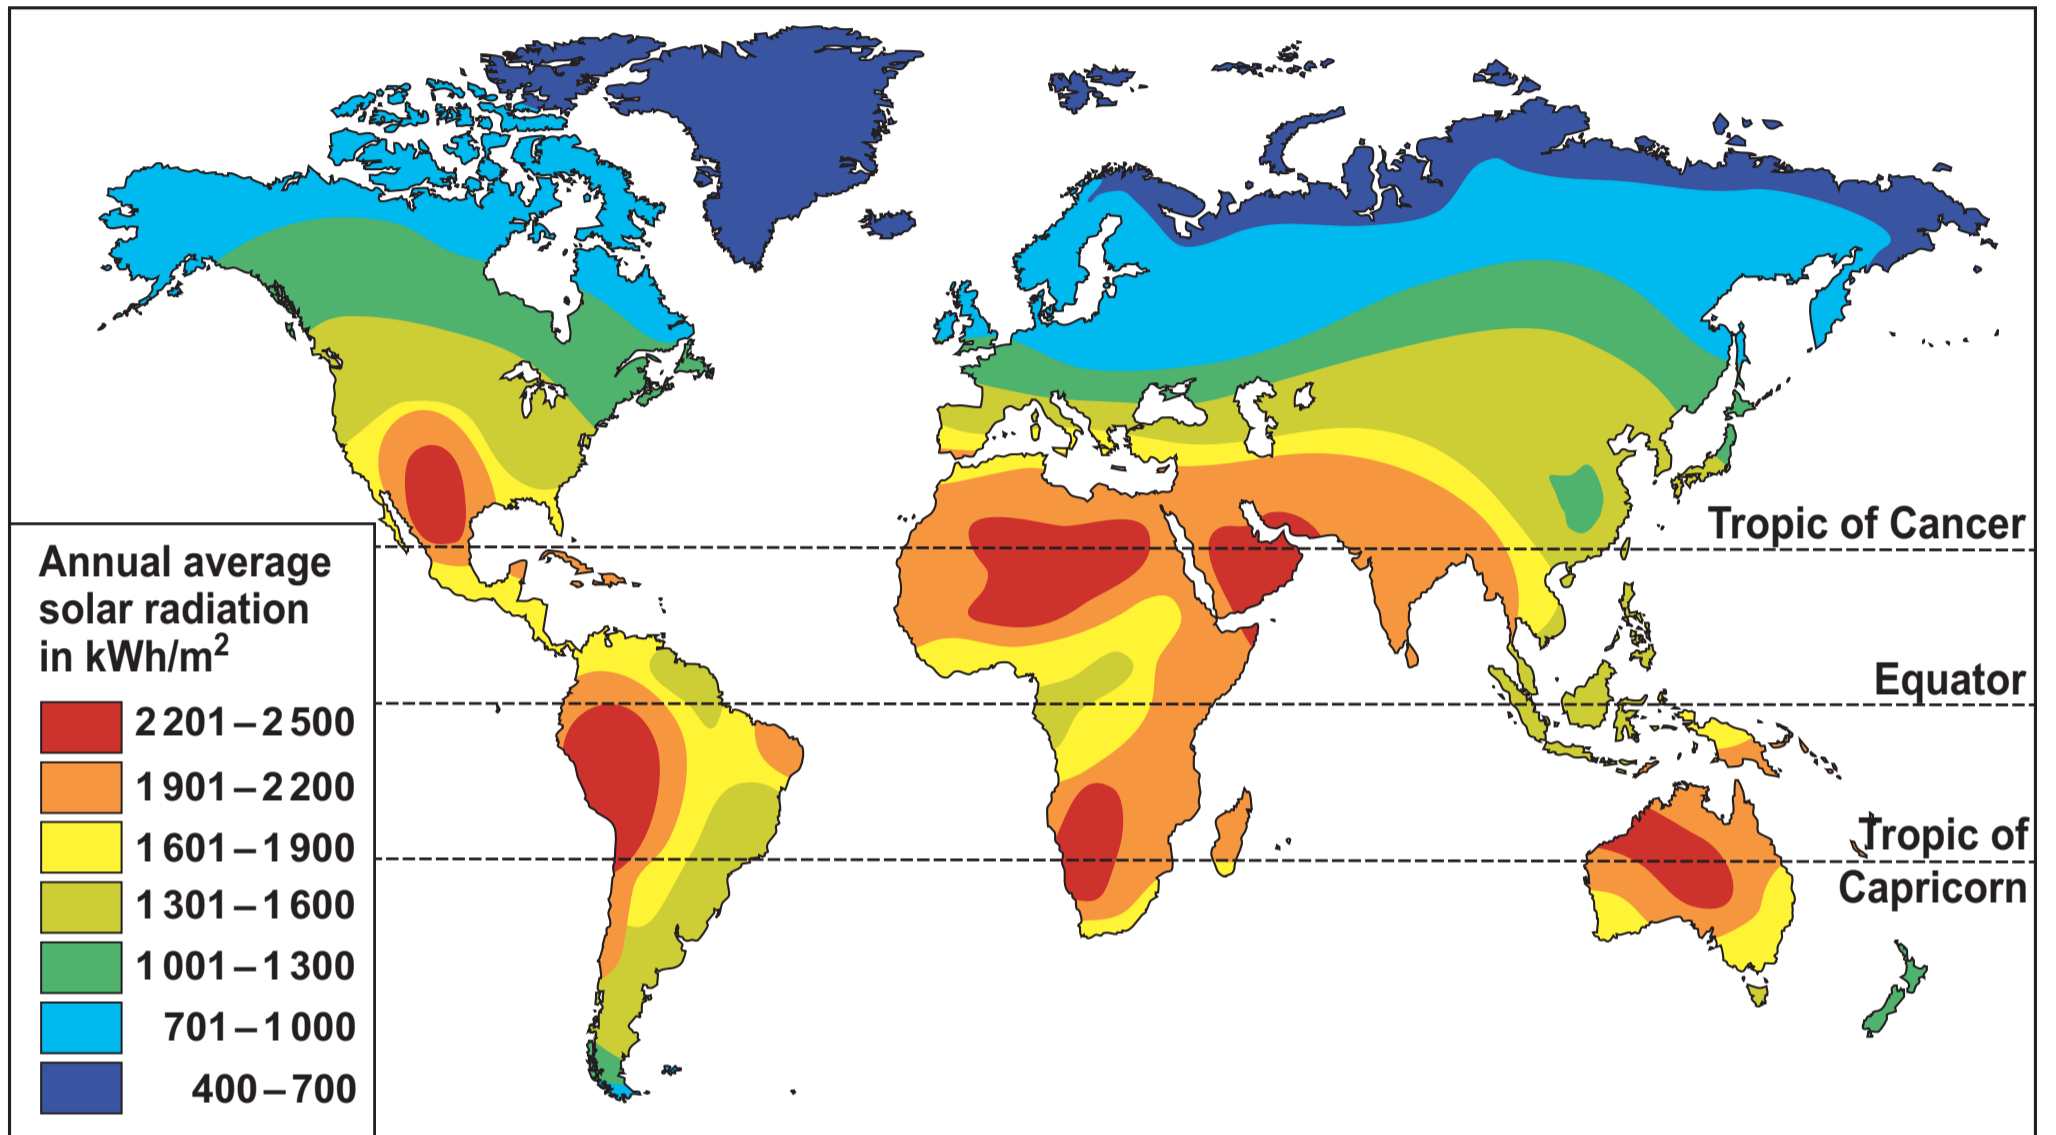 Annual average
solar radiation
in kWh/m²
2 201–2 500
1 901–2 200
1 601–1 900
1 301–1 600
1 001–1 300
701–1 000
400–700
Tropic of Cancer
Equator
Tropic of
Capricorn